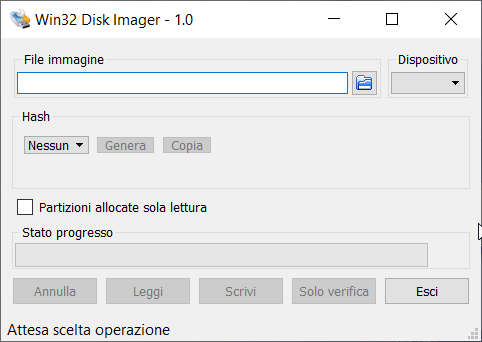 Win32 Disk Imager - 1.0
File immagine
Dispositivo
Hash
Nessun
Genera
Copia
Partizioni allocate sola lettura
Stato progresso
Annulla
Leggi
Scrivi
Solo verifica
Esci
Attesa scelta operazione